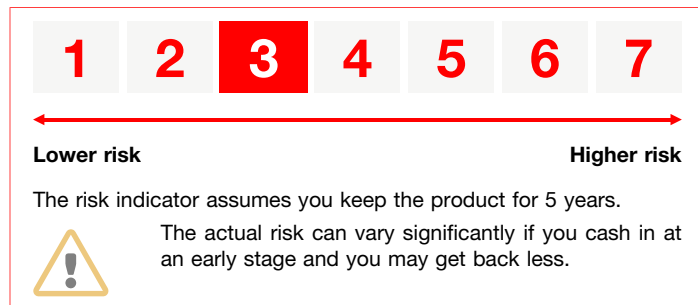 1 2 3 4 5 6 7
Lower risk Higher risk
The risk indicator assumes you keep the product for 5 years.
The actual risk can vary significantly if you cash in at
an early stage and you may get back less.